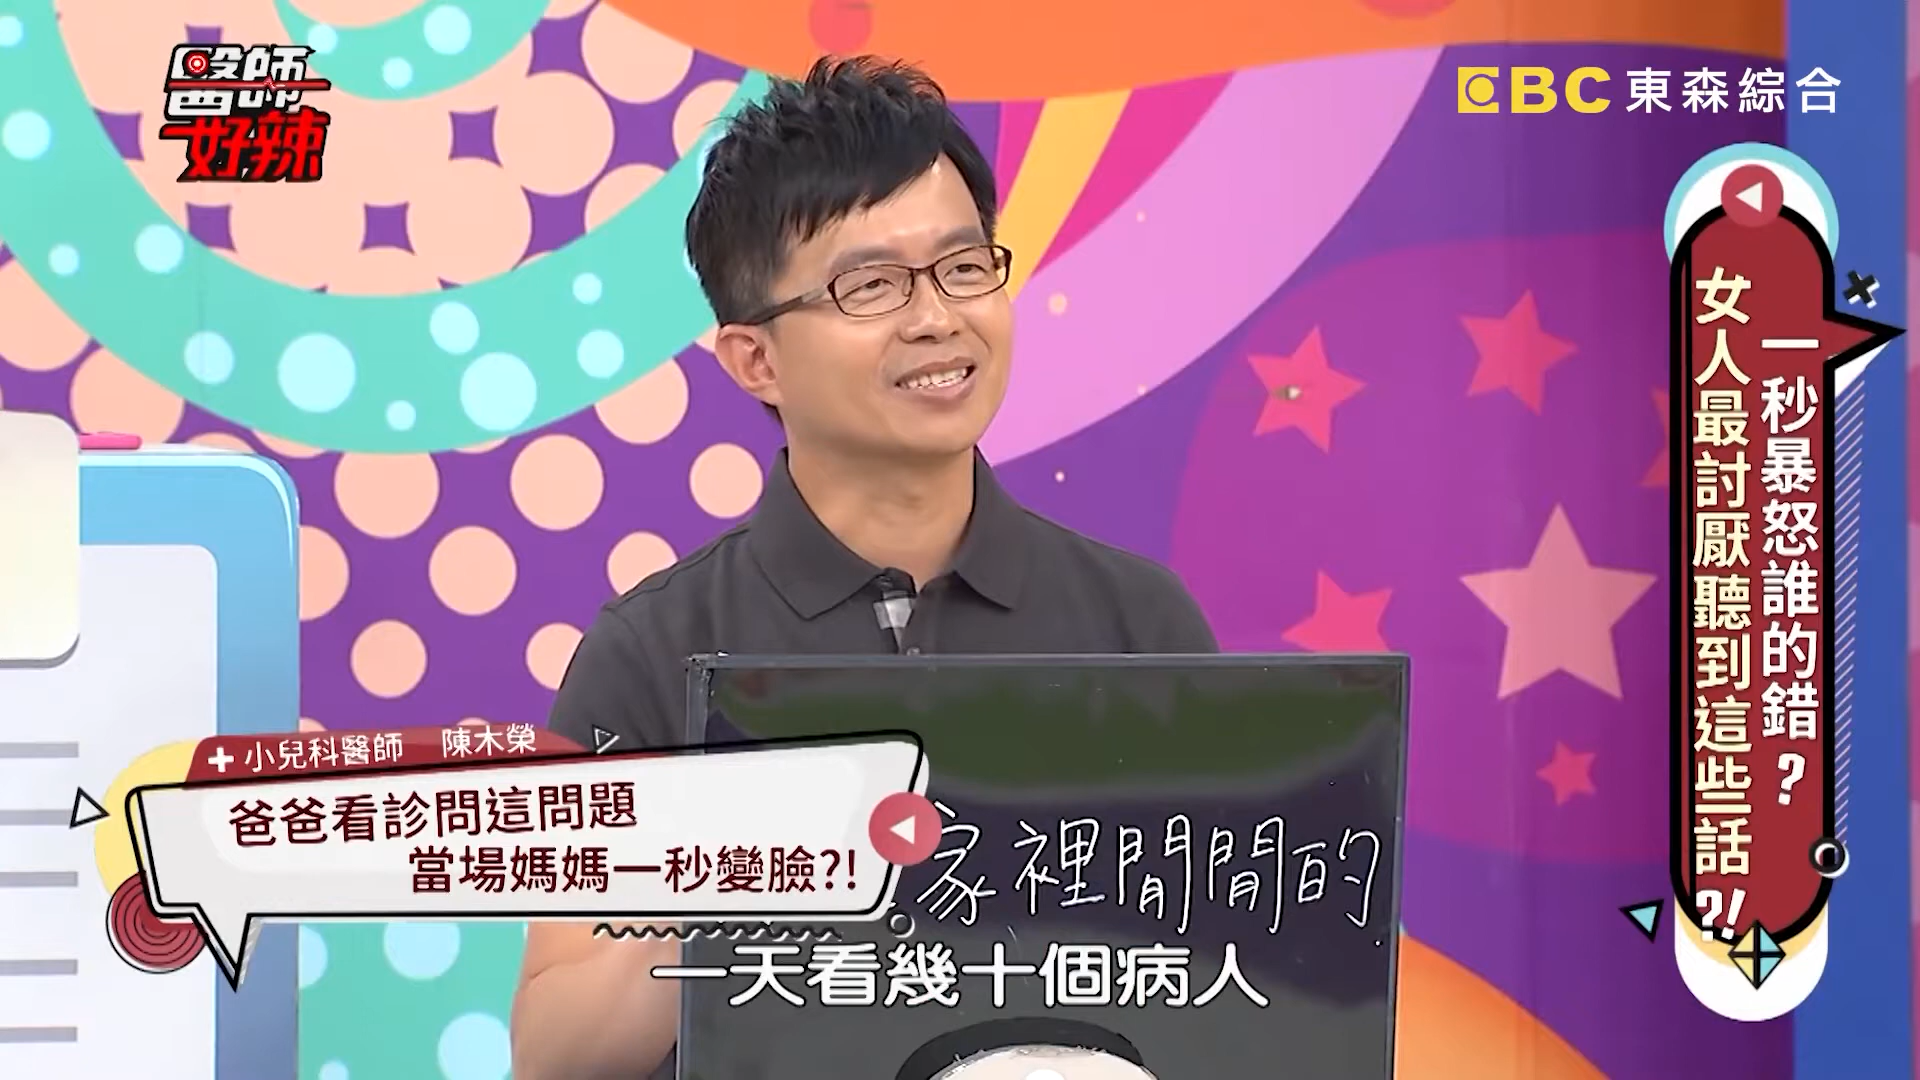 醫師
好辣
EBC 東森綜合
一秒暴怒誰的錯?
女人最討厭聽到這些話?!
小兒科醫師 陳木榮
爸爸看診問這問題
當場媽媽一秒變臉?!
家裡閒閒的
一天看幾十個病人